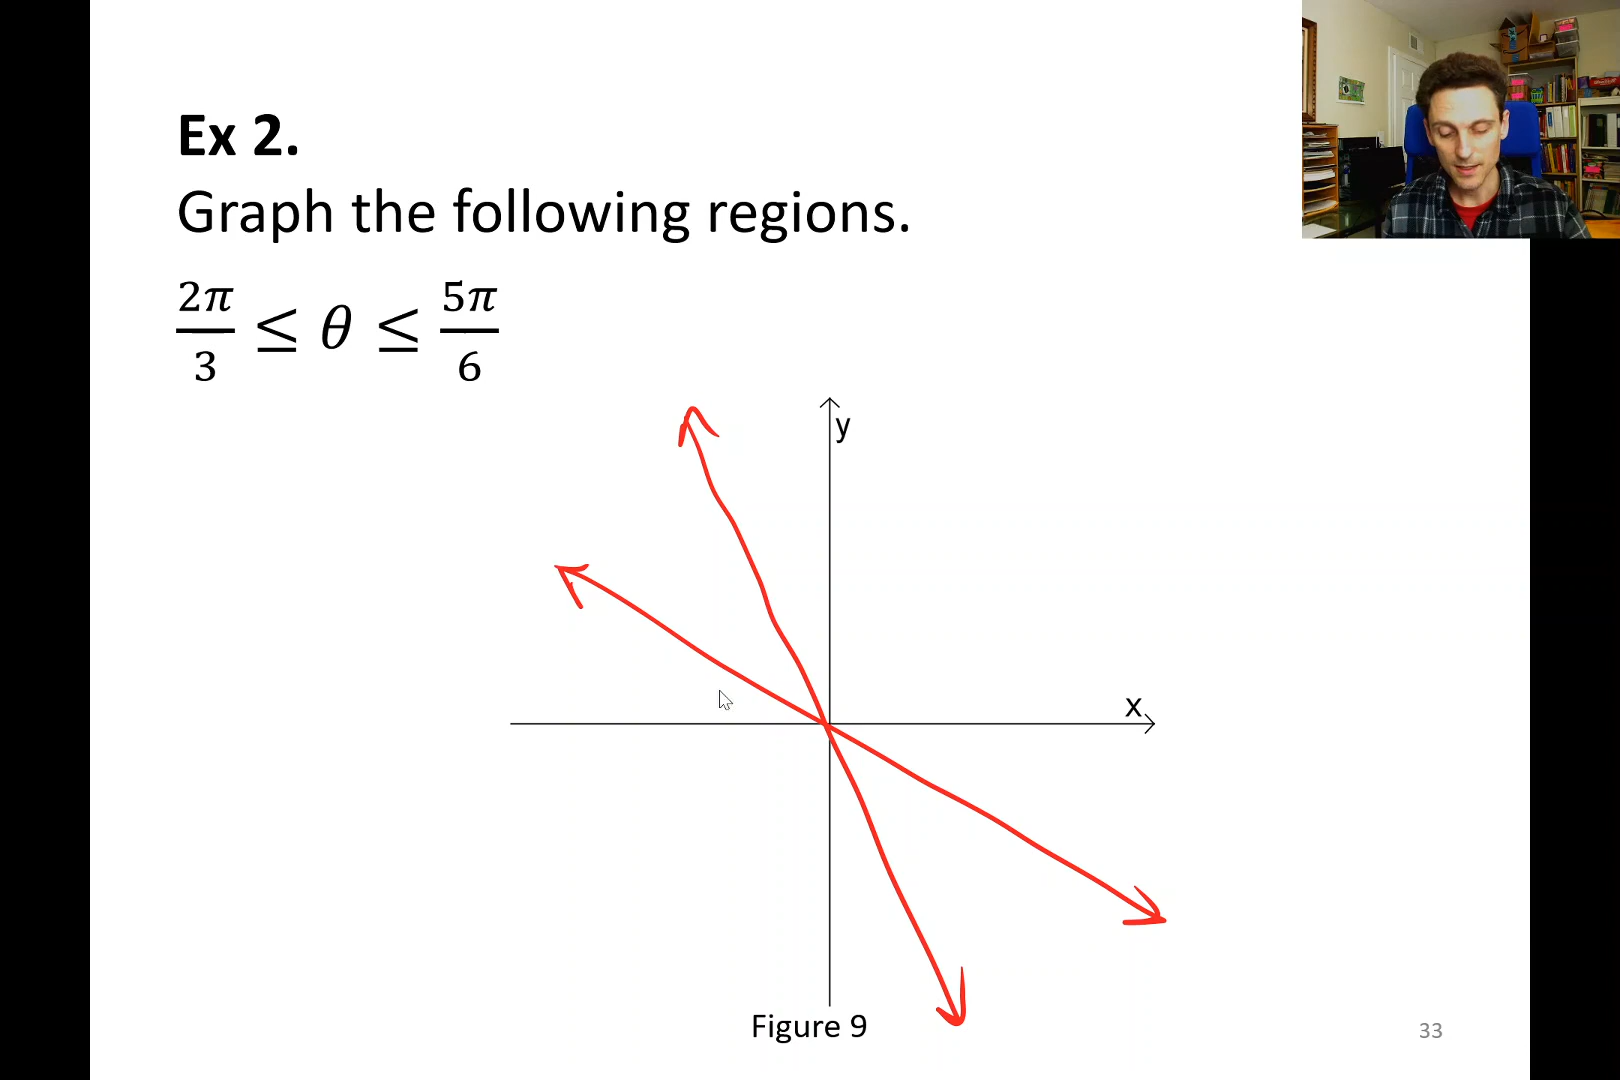 Ex 2.
Graph the following regions.
2π/3 ≤ θ ≤ 5π/6
y
x
Figure 9
33